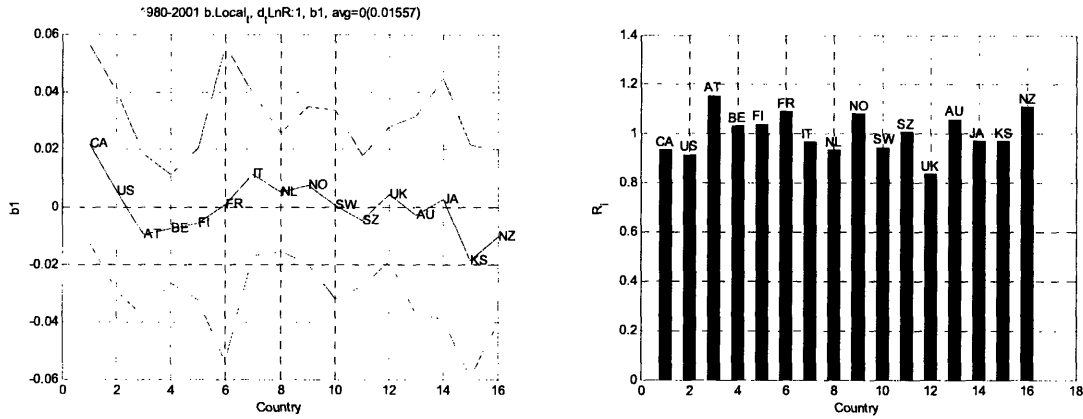 1980-2001 b.Local_t, d_tLnR:1, b1, avg=0(0.01557)
0.06
0.04
0.02
0
-0.02
-0.04
-0.06
b1
CA
US
AT
BE
FI
FR
IT
NL
NO
SW
SZ
UK
AU
JA
KS
NZ
0 2 4 6 8 10 12 14 16
Country
1.4
1.2
1
0.8
0.6
0.4
0.2
0
R_i
CA
US
AT
BE
FI
FR
IT
NL
NO
SW
SZ
UK
AU
JA
KS
NZ
0 2 4 6 8 10 12 14 16 18
Country